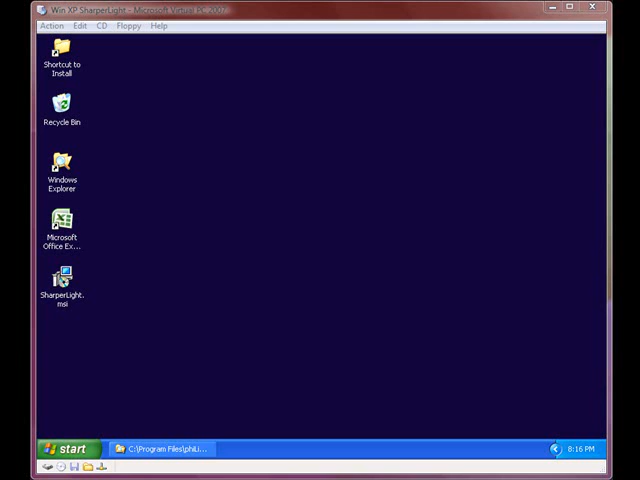 Win XP SharperLight - Microsoft Virtual PC 2007
Action Edit CD Floppy Help
Shortcut to
Install
Recycle Bin
Windows
Explorer
Microsoft
Office Ex...
SharperLight.
msi
start
C:\Program Files\phiLi...
8:16 PM